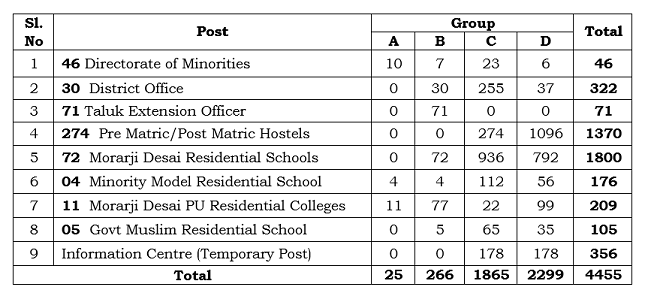 Sl. No Post Group Total
A B C D
1 46 Directorate of Minorities 10 7 23 6 46
2 30 District Office 0 30 255 37 322
3 71 Taluk Extension Officer 0 71 0 0 71
4 274 Pre Matric/Post Matric Hostels 0 0 274 1096 1370
5 72 Morarji Desai Residential Schools 0 72 936 792 1800
6 04 Minority Model Residential School 4 4 112 56 176
7 11 Morarji Desai PU Residential Colleges 11 77 22 99 209
8 05 Govt Muslim Residential School 0 5 65 35 105
9 Information Centre (Temporary Post) 0 0 178 178 356
Total 25 266 1865 2299 4455